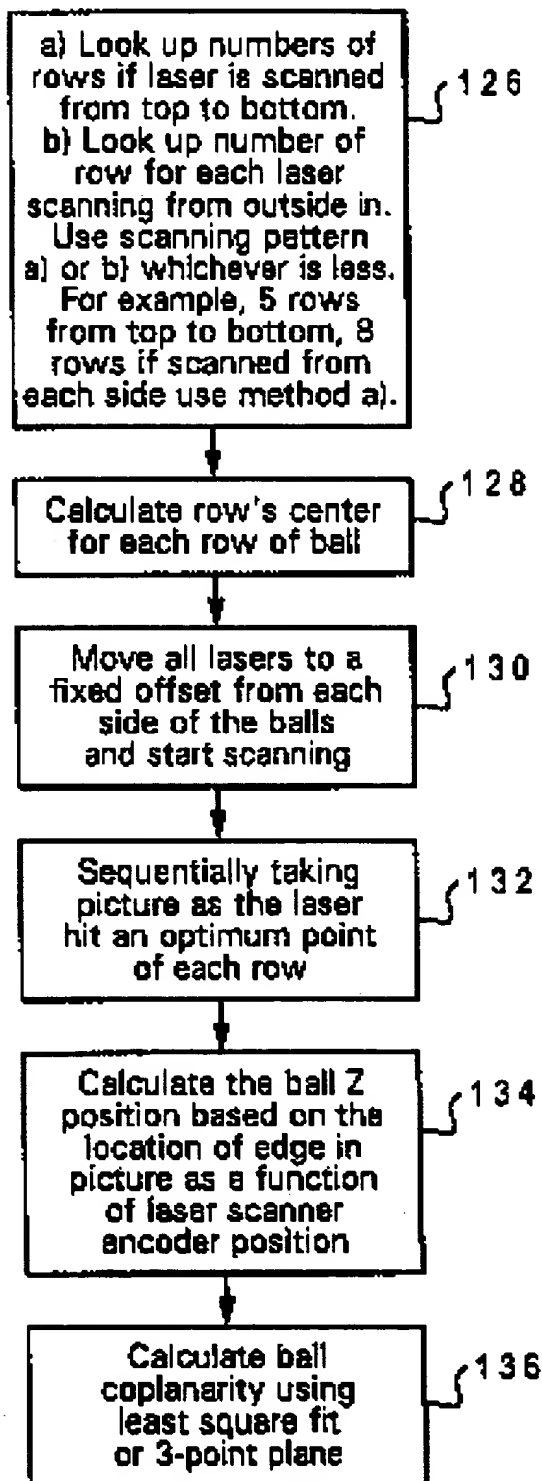 a) Look up numbers of
rows if laser is scanned
from top to bottom.
b) Look up number of
row for each laser
scanning from outside in.
Use scanning pattern
a) or b) whichever is less.
For example, 5 rows
from top to bottom, 8
rows if scanned from
each side use method a).
126
Calculate row's center
for each row of ball
128
Move all lasers to a
fixed offset from each
side of the balls
and start scanning
130
Sequentially taking
picture as the laser
hit an optimum point
of each row
132
Calculate the ball Z
position based on the
location of edge in
picture as a function
of laser scanner
encoder position
134
Calculate ball
coplanarity using
least square fit
or 3-point plane
136